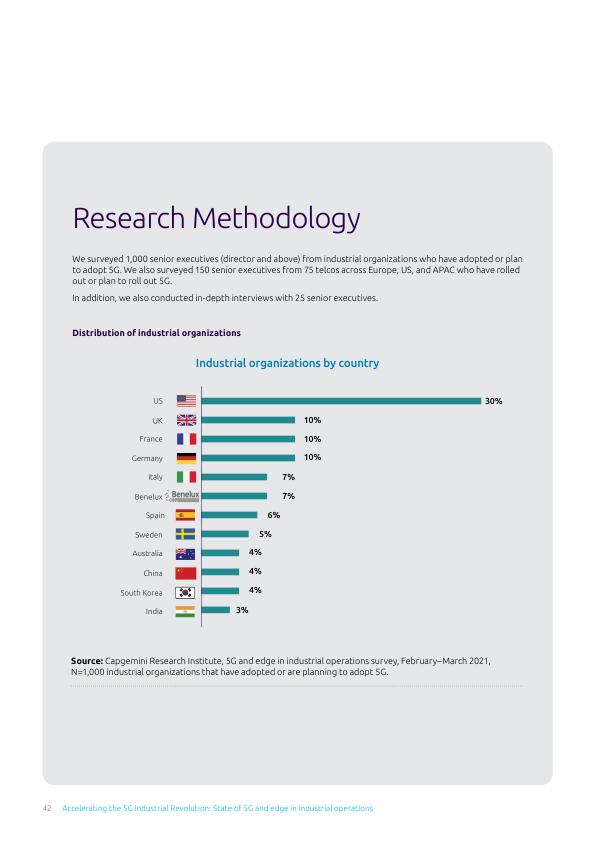 Research Methodology
We surveyed 1,000 senior executives (director and above) from industrial organizations who have adopted or plan
to adopt 5G. We also surveyed 150 senior executives from 75 telcos across Europe, US, and APAC who have rolled
out or plan to roll out 5G.
In addition, we also conducted in-depth interviews with 25 senior executives.
Distribution of industrial organizations
Industrial organizations by country
US 30%
UK 10%
France 10%
Germany 10%
Italy 7%
Benelux Benelux 7%
Spain 6%
Sweden 5%
Australia 4%
China 4%
South Korea 4%
India 3%
Source: Capgemini Research Institute, 5G and edge in industrial operations survey, February–March 2021,
N=1,000 industrial organizations that have adopted or are planning to adopt 5G.
42 Accelerating the 5G Industrial Revolution: State of 5G and edge in industrial operations